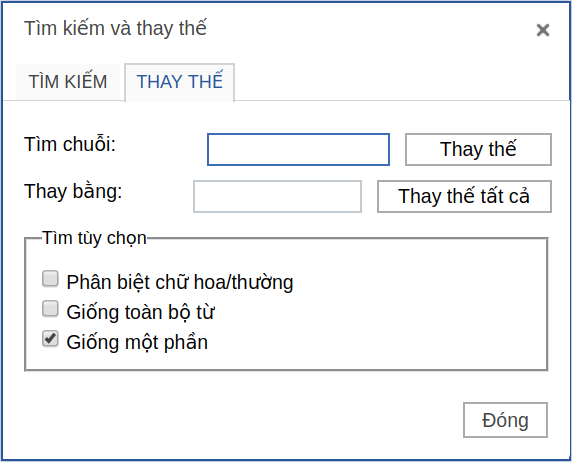 Tìm kiếm và thay thế
TÌM KIẾM THAY THẾ
Tìm chuỗi: Thay thế
Thay bằng: Thay thế tất cả
Tìm tùy chọn
Phân biệt chữ hoa/thường
Giống toàn bộ từ
Giống một phần
Đóng